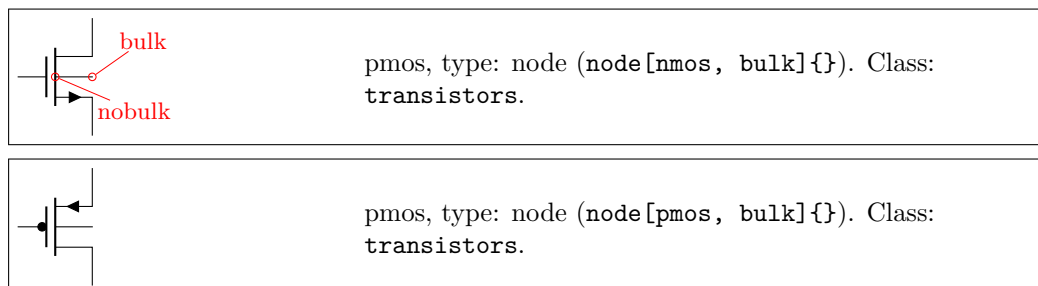 bulk
nobulk
pmos, type: node (node[nmos, bulk]{}). Class:
transistors.
pmos, type: node (node[pmos, bulk]{}). Class:
transistors.